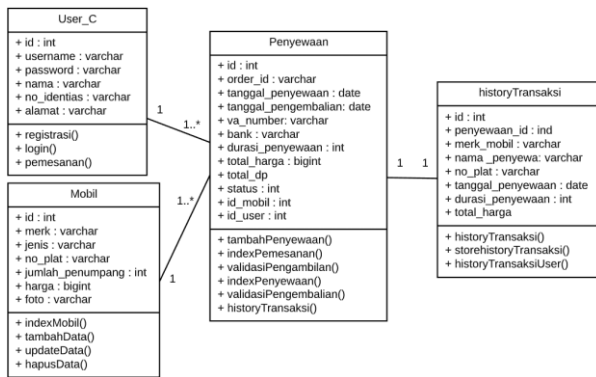 User_C
+ id : int
+ username : varchar
+ password : varchar
+ nama : varchar
+ no_identias : varchar
+ alamat : varchar
+ registrasi()
+ login()
+ pemesanan()
1
1..*
Mobil
+ id : int
+ merk : varchar
+ jenis : varchar
+ no_plat : varchar
+ jumlah_penumpang : int
+ harga : bigint
+ foto : varchar
+ indexMobil()
+ tambahData()
+ updateData()
+ hapusData()
1..*
1
Penyewaan
+ id : int
+ order_id : varchar
+ tanggal_penyewaan : date
+ tanggal_pengembalian: date
+ va_number: varchar
+ bank : varchar
+ durasi_penyewaan : int
+ total_harga : bigint
+ total_dp
+ status : int
+ id_mobil : int
+ id_user : int
+ tambahPenyewaan()
+ indexPemesanan()
+ validasiPengambilan()
+ indexPenyewaan()
+ validasiPengembalian()
+ historyTransaksi()
1 1
historyTransaksi
+ id : int
+ penyewaan_id : ind
+ merk_mobil : varchar
+ nama _penyewa: varchar
+ no_plat : varchar
+ tanggal_penyewaan : date
+ durasi_penyewaan : int
+ total_harga
+ historyTransaksi()
+ storehistoryTransaksi()
+ historyTransaksiUser()